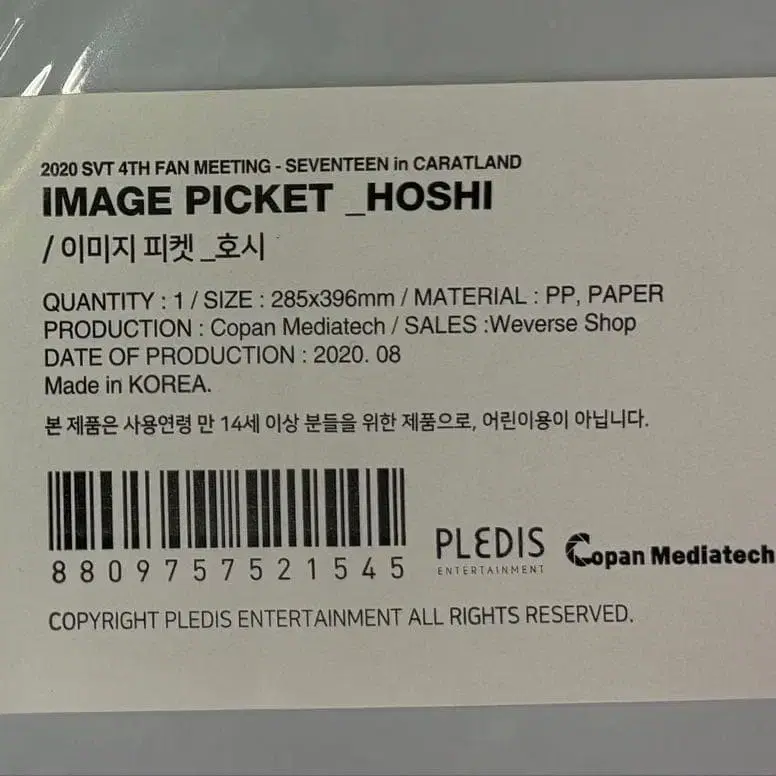 2020 SVT 4TH FAN MEETING - SEVENTEEN in CARATLAND
IMAGE PICKET _HOSHI
/ 이미지 피켓 _호시
QUANTITY : 1 / SIZE : 285x396mm / MATERIAL : PP, PAPER
PRODUCTION : Copan Mediatech / SALES :Weverse Shop
DATE OF PRODUCTION : 2020. 08
Made in KOREA.
본 제품은 사용연령 만 14세 이상 분들을 위한 제품으로, 어린이용이 아닙니다.
8809757521545
PLEDIS
ENTERTAINMENT
Copan Mediatech
COPYRIGHT PLEDIS ENTERTAINMENT ALL RIGHTS RESERVED.